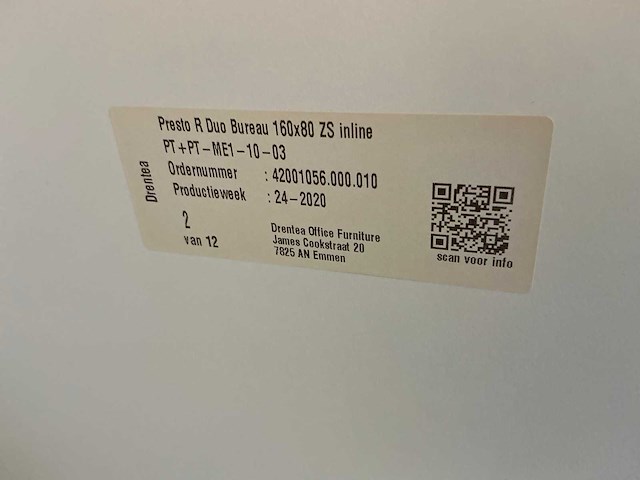 Drentea
Presto R Duo Bureau 160x80 ZS inline
PT+PT-ME1-10-03
Ordernummer : 42001056.000.010
Productieweek : 24-2020
2
van 12
Drentea Office Furniture
James Cookstraat 20
7825 AN Emmen
scan voor info